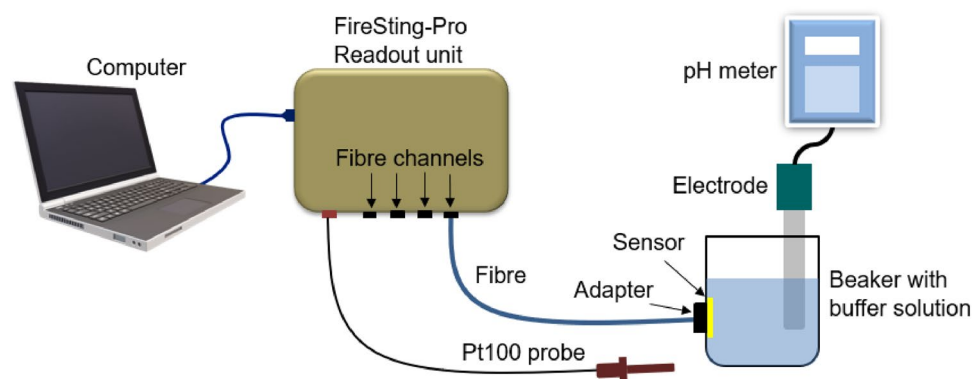 FireSting-Pro
Readout unit
Computer
pH meter
Fibre channels
Electrode
Sensor
Fibre
Adapter
Beaker with
buffer solution
Pt100 probe